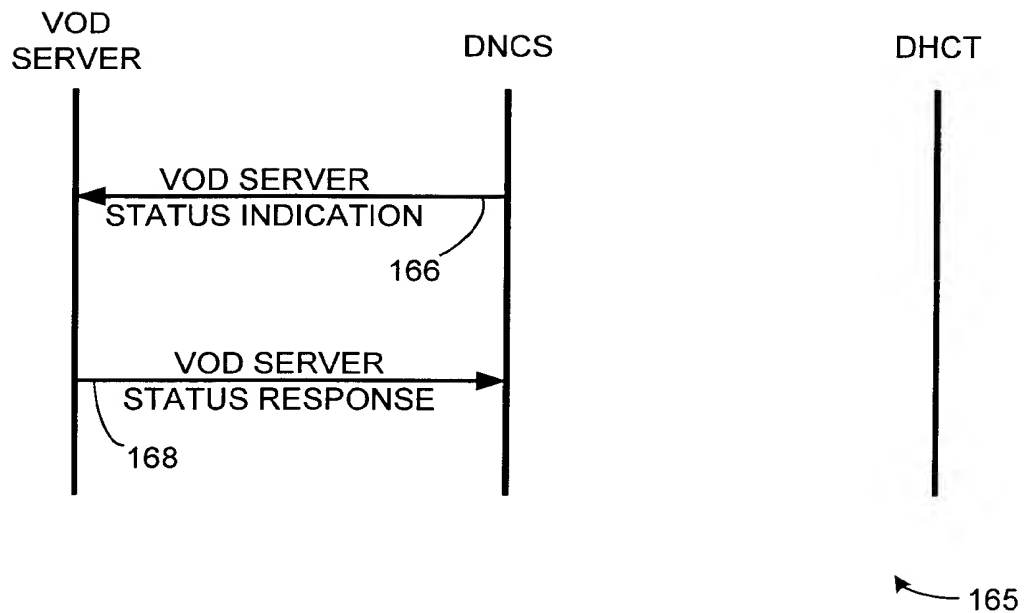 VOD
SERVER
DNCS
DHCT
VOD SERVER
STATUS INDICATION
166
VOD SERVER
STATUS RESPONSE
168
165